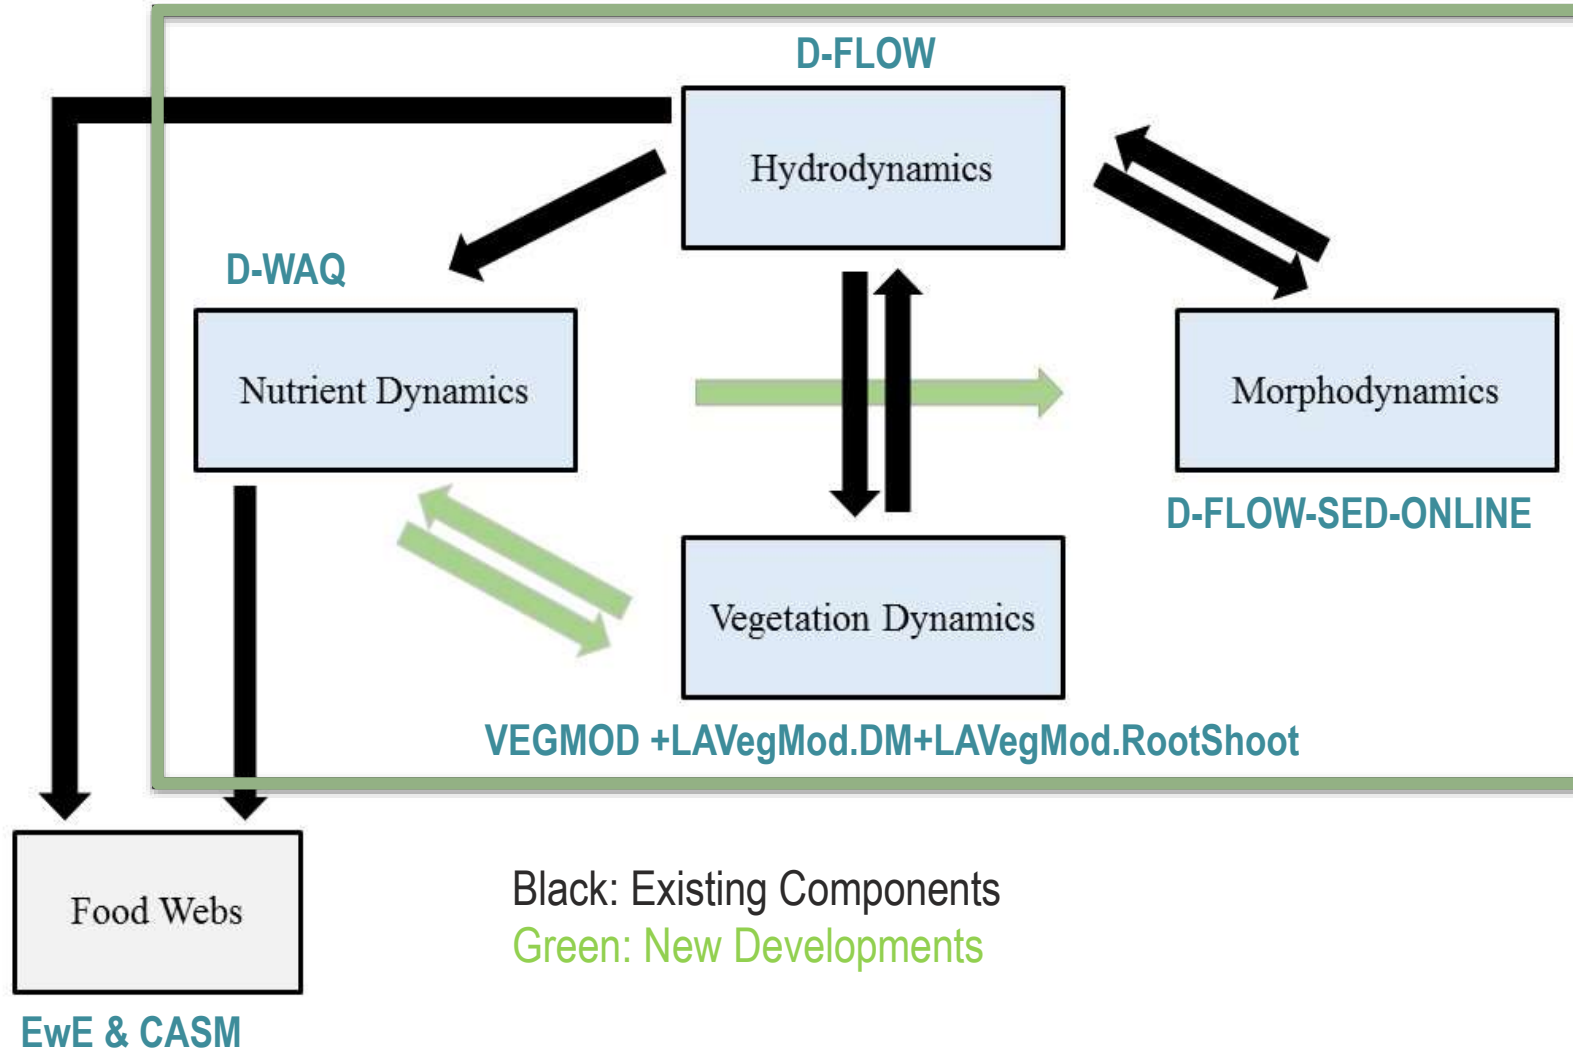 D-FLOW
Hydrodynamics
D-WAQ
Nutrient Dynamics
Morphodynamics
D-FLOW-SED-ONLINE
Vegetation Dynamics
VEGMOD +LAVegMod.DM+LAVegMod.RootShoot
Food Webs
EwE & CASM
Black: Existing Components
Green: New Developments